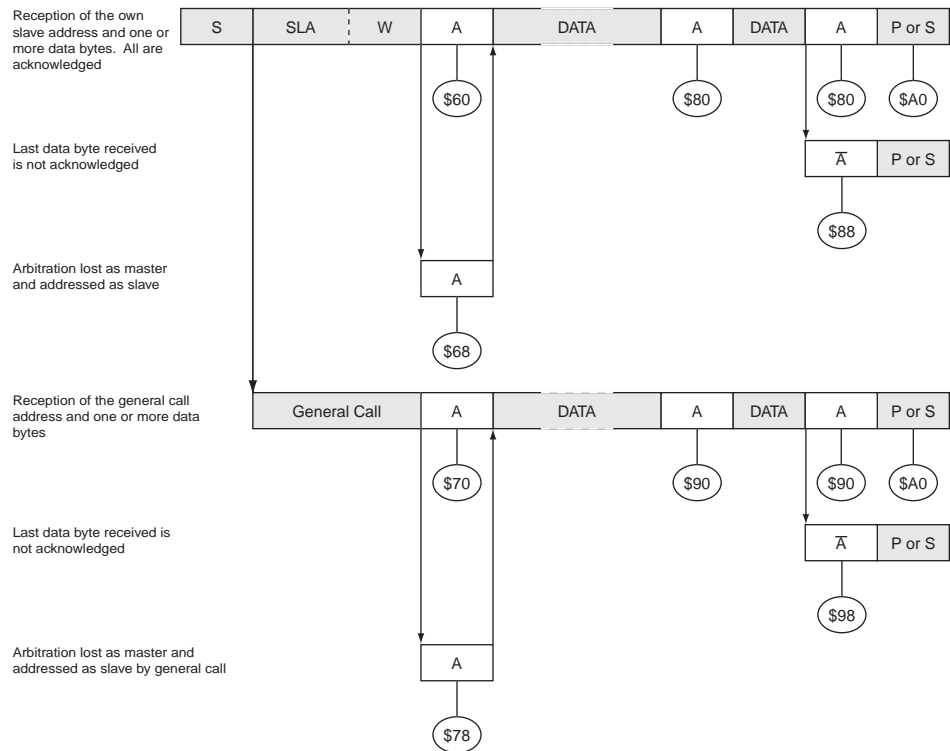 Reception of the own
slave address and one or
more data bytes. All are
acknowledged
S SLA W A DATA A DATA A P or S
$60 $80 $80 $A0
Last data byte received
is not acknowledged
A̅ P or S
$88
Arbitration lost as master
and addressed as slave
A
$68
Reception of the general call
address and one or more data
bytes
General Call A DATA A DATA A P or S
$70 $90 $90 $A0
Last data byte received is
not acknowledged
A̅ P or S
$98
Arbitration lost as master and
addressed as slave by general call
A
$78